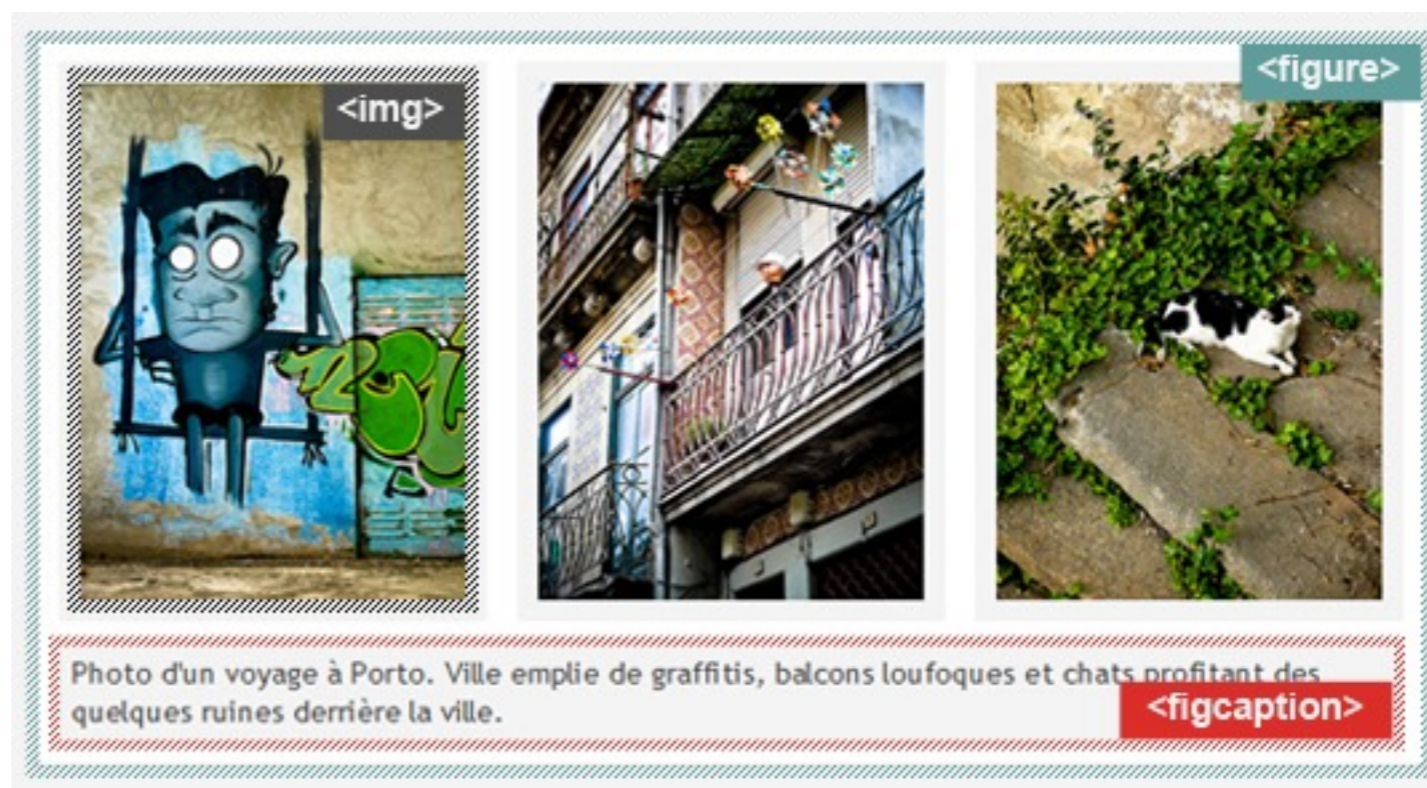 <figure>
<img>
Photo d'un voyage à Porto. Ville emplie de graffitis, balcons loufoques et chats profitant des
quelques ruines derrière la ville.
<figcaption>